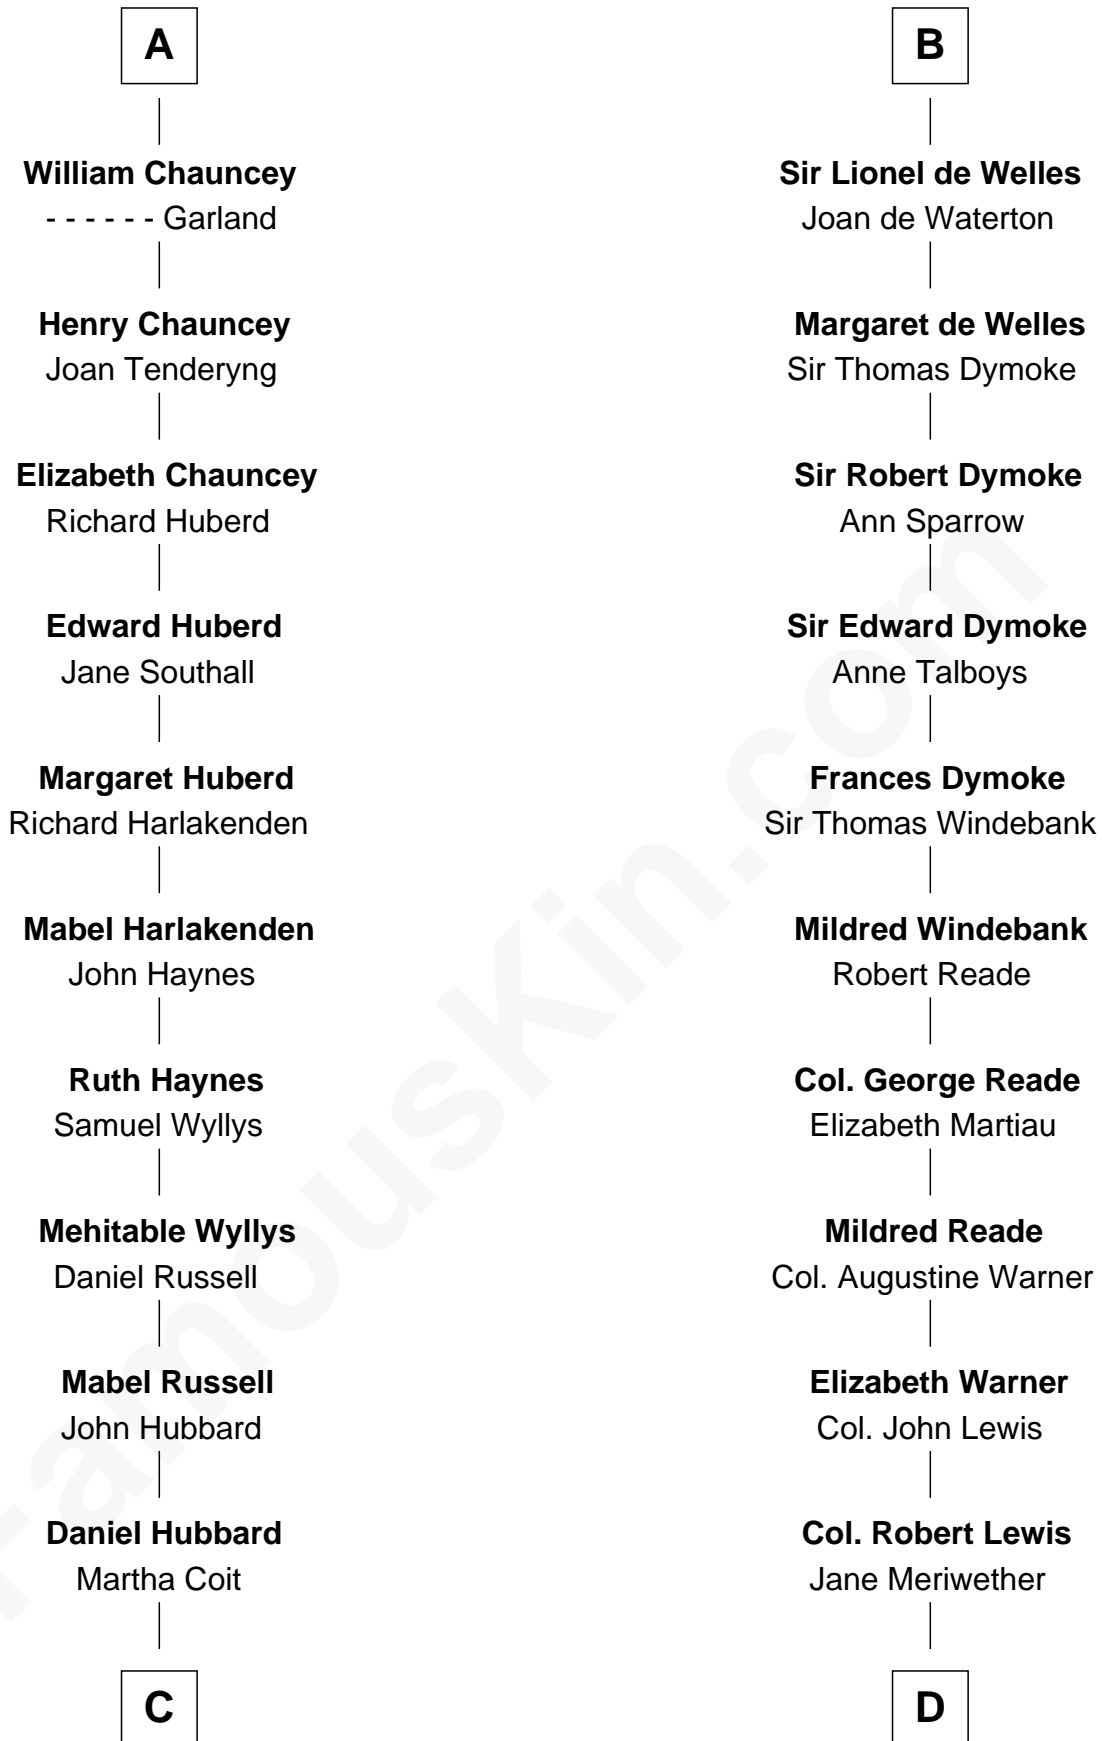 A
William Chauncey
- - - - - - Garland
Henry Chauncey
Joan Tenderyng
Elizabeth Chauncey
Richard Huberd
Edward Huberd
Jane Southall
Margaret Huberd
Richard Harlakenden
Mabel Harlakenden
John Haynes
Ruth Haynes
Samuel Wyllys
Mehitable Wyllys
Daniel Russell
Mabel Russell
John Hubbard
Daniel Hubbard
Martha Coit
C
B
Sir Lionel de Welles
Joan de Waterton
Margaret de Welles
Sir Thomas Dymoke
Sir Robert Dymoke
Ann Sparrow
Sir Edward Dymoke
Anne Talboys
Frances Dymoke
Sir Thomas Windebank
Mildred Windebank
Robert Reade
Col. George Reade
Elizabeth Martiau
Mildred Reade
Col. Augustine Warner
Elizabeth Warner
Col. John Lewis
Col. Robert Lewis
Jane Meriwether
D
FamousKin.com